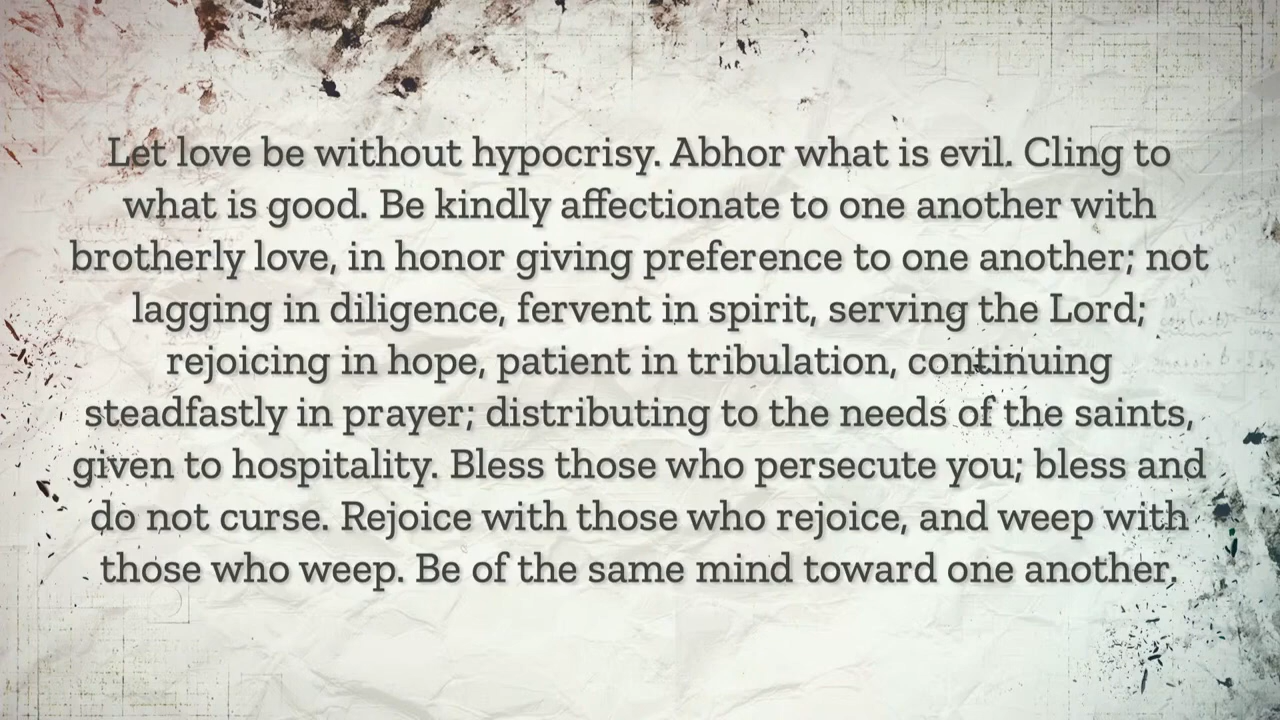 Let love be without hypocrisy. Abhor what is evil. Cling to
what is good. Be kindly affectionate to one another with
brotherly love, in honor giving preference to one another; not
lagging in diligence, fervent in spirit, serving the Lord;
rejoicing in hope, patient in tribulation, continuing
steadfastly in prayer; distributing to the needs of the saints,
given to hospitality. Bless those who persecute you; bless and
do not curse. Rejoice with those who rejoice, and weep with
those who weep. Be of the same mind toward one another.